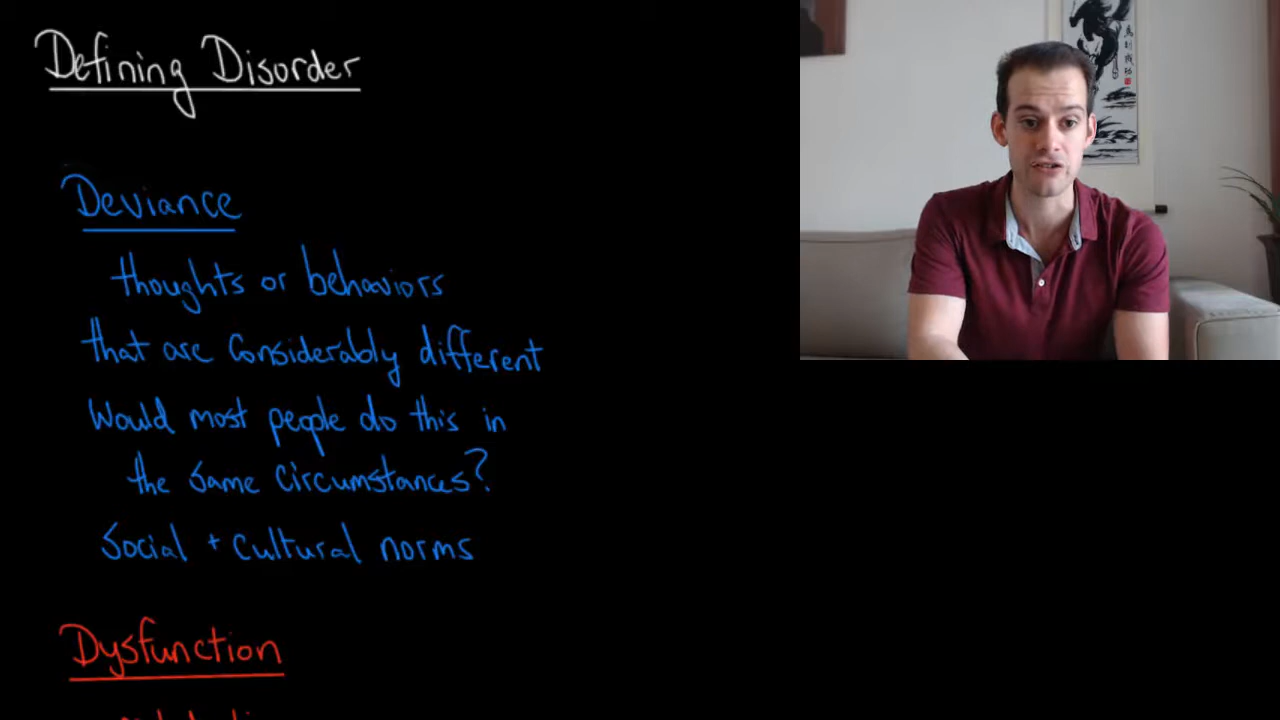 Defining Disorder
Deviance
thoughts or behaviors
that are considerably different
Would most people do this in
the same circumstances?
Social + cultural norms
Dysfunction